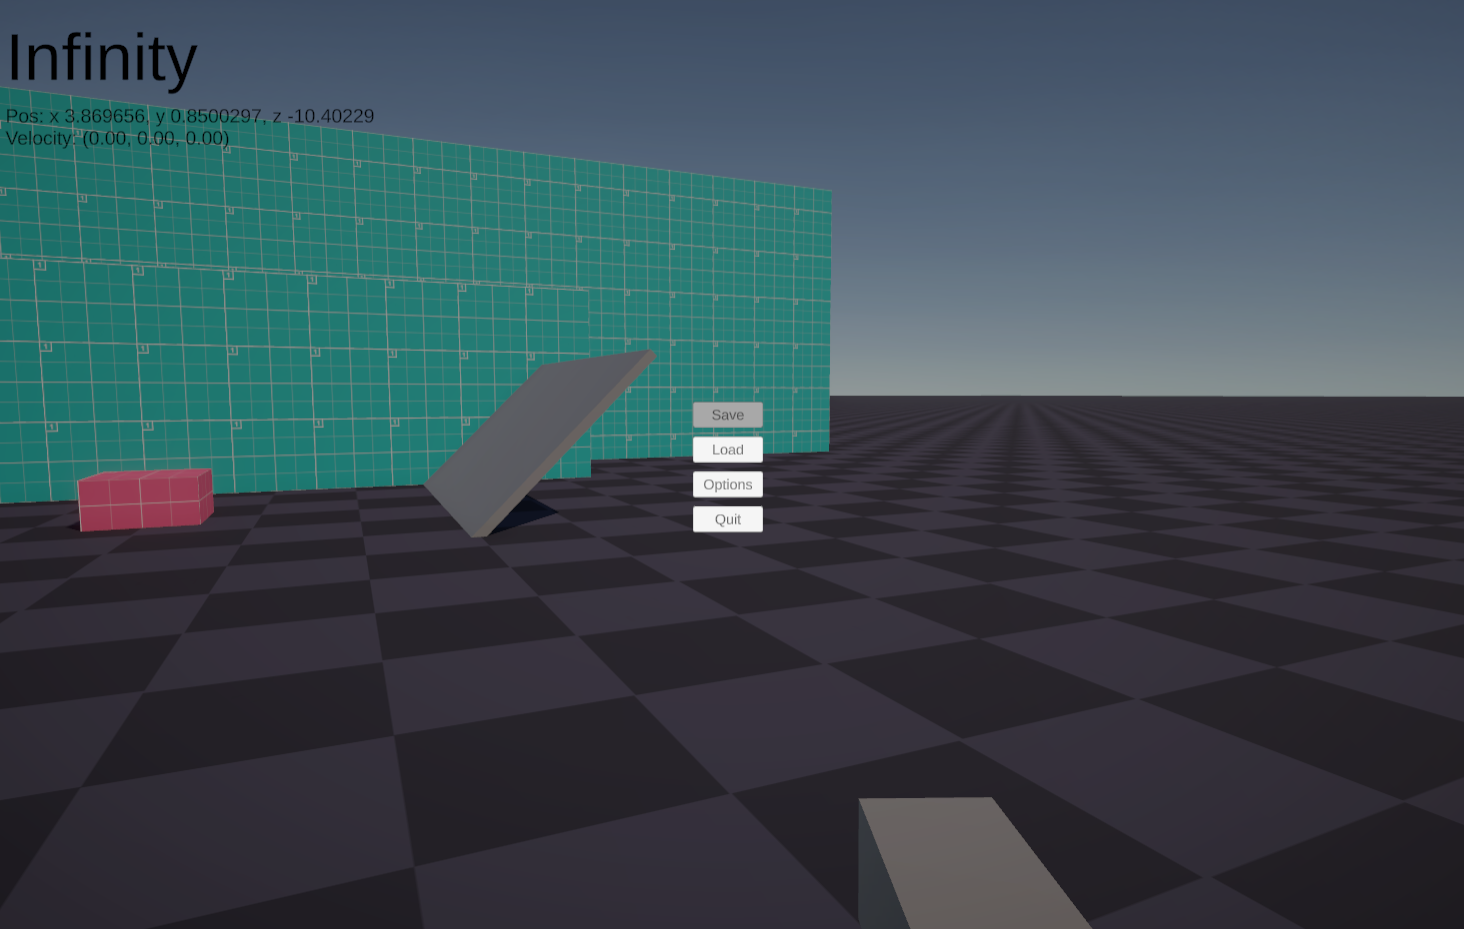 Infinity
Pos: x 3.869656, y 0.8500297, z -10.40229
Velocity: (0.00, 0.00, 0.00)
Save
Load
Options
Quit